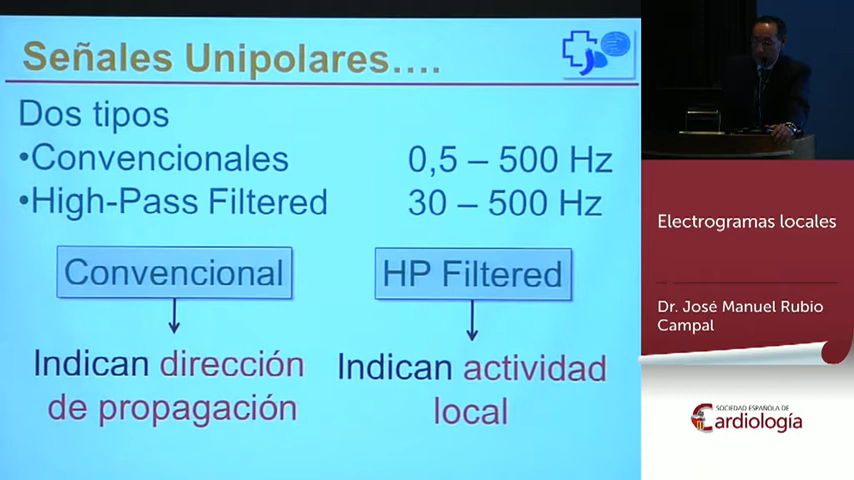 Señales Unipolares....
Dos tipos
•Convencionales 0,5 – 500 Hz
•High-Pass Filtered 30 – 500 Hz
Convencional
HP Filtered
Indican dirección
de propagación
Indican actividad
local
Electrogramas locales
Dr. José Manuel Rubio
Campal
SOCIEDAD ESPAÑOLA DE
Cardiología